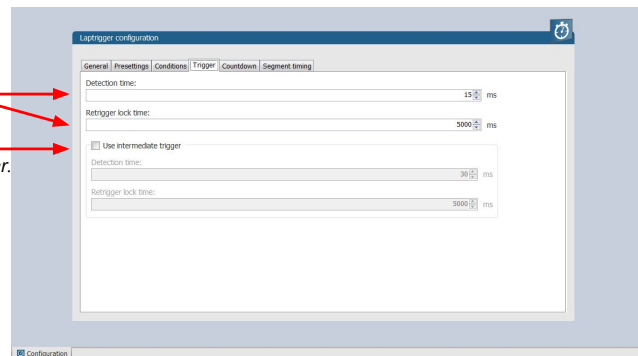 Laptrigger configuration
General Presettings Conditions Trigger Countdown Segment timing
Detection time:
15 ms
Retrigger lock time:
5000 ms
Use intermediate trigger
er.
Detection time:
30 ms
Retrigger lock time:
5000 ms
Configuration